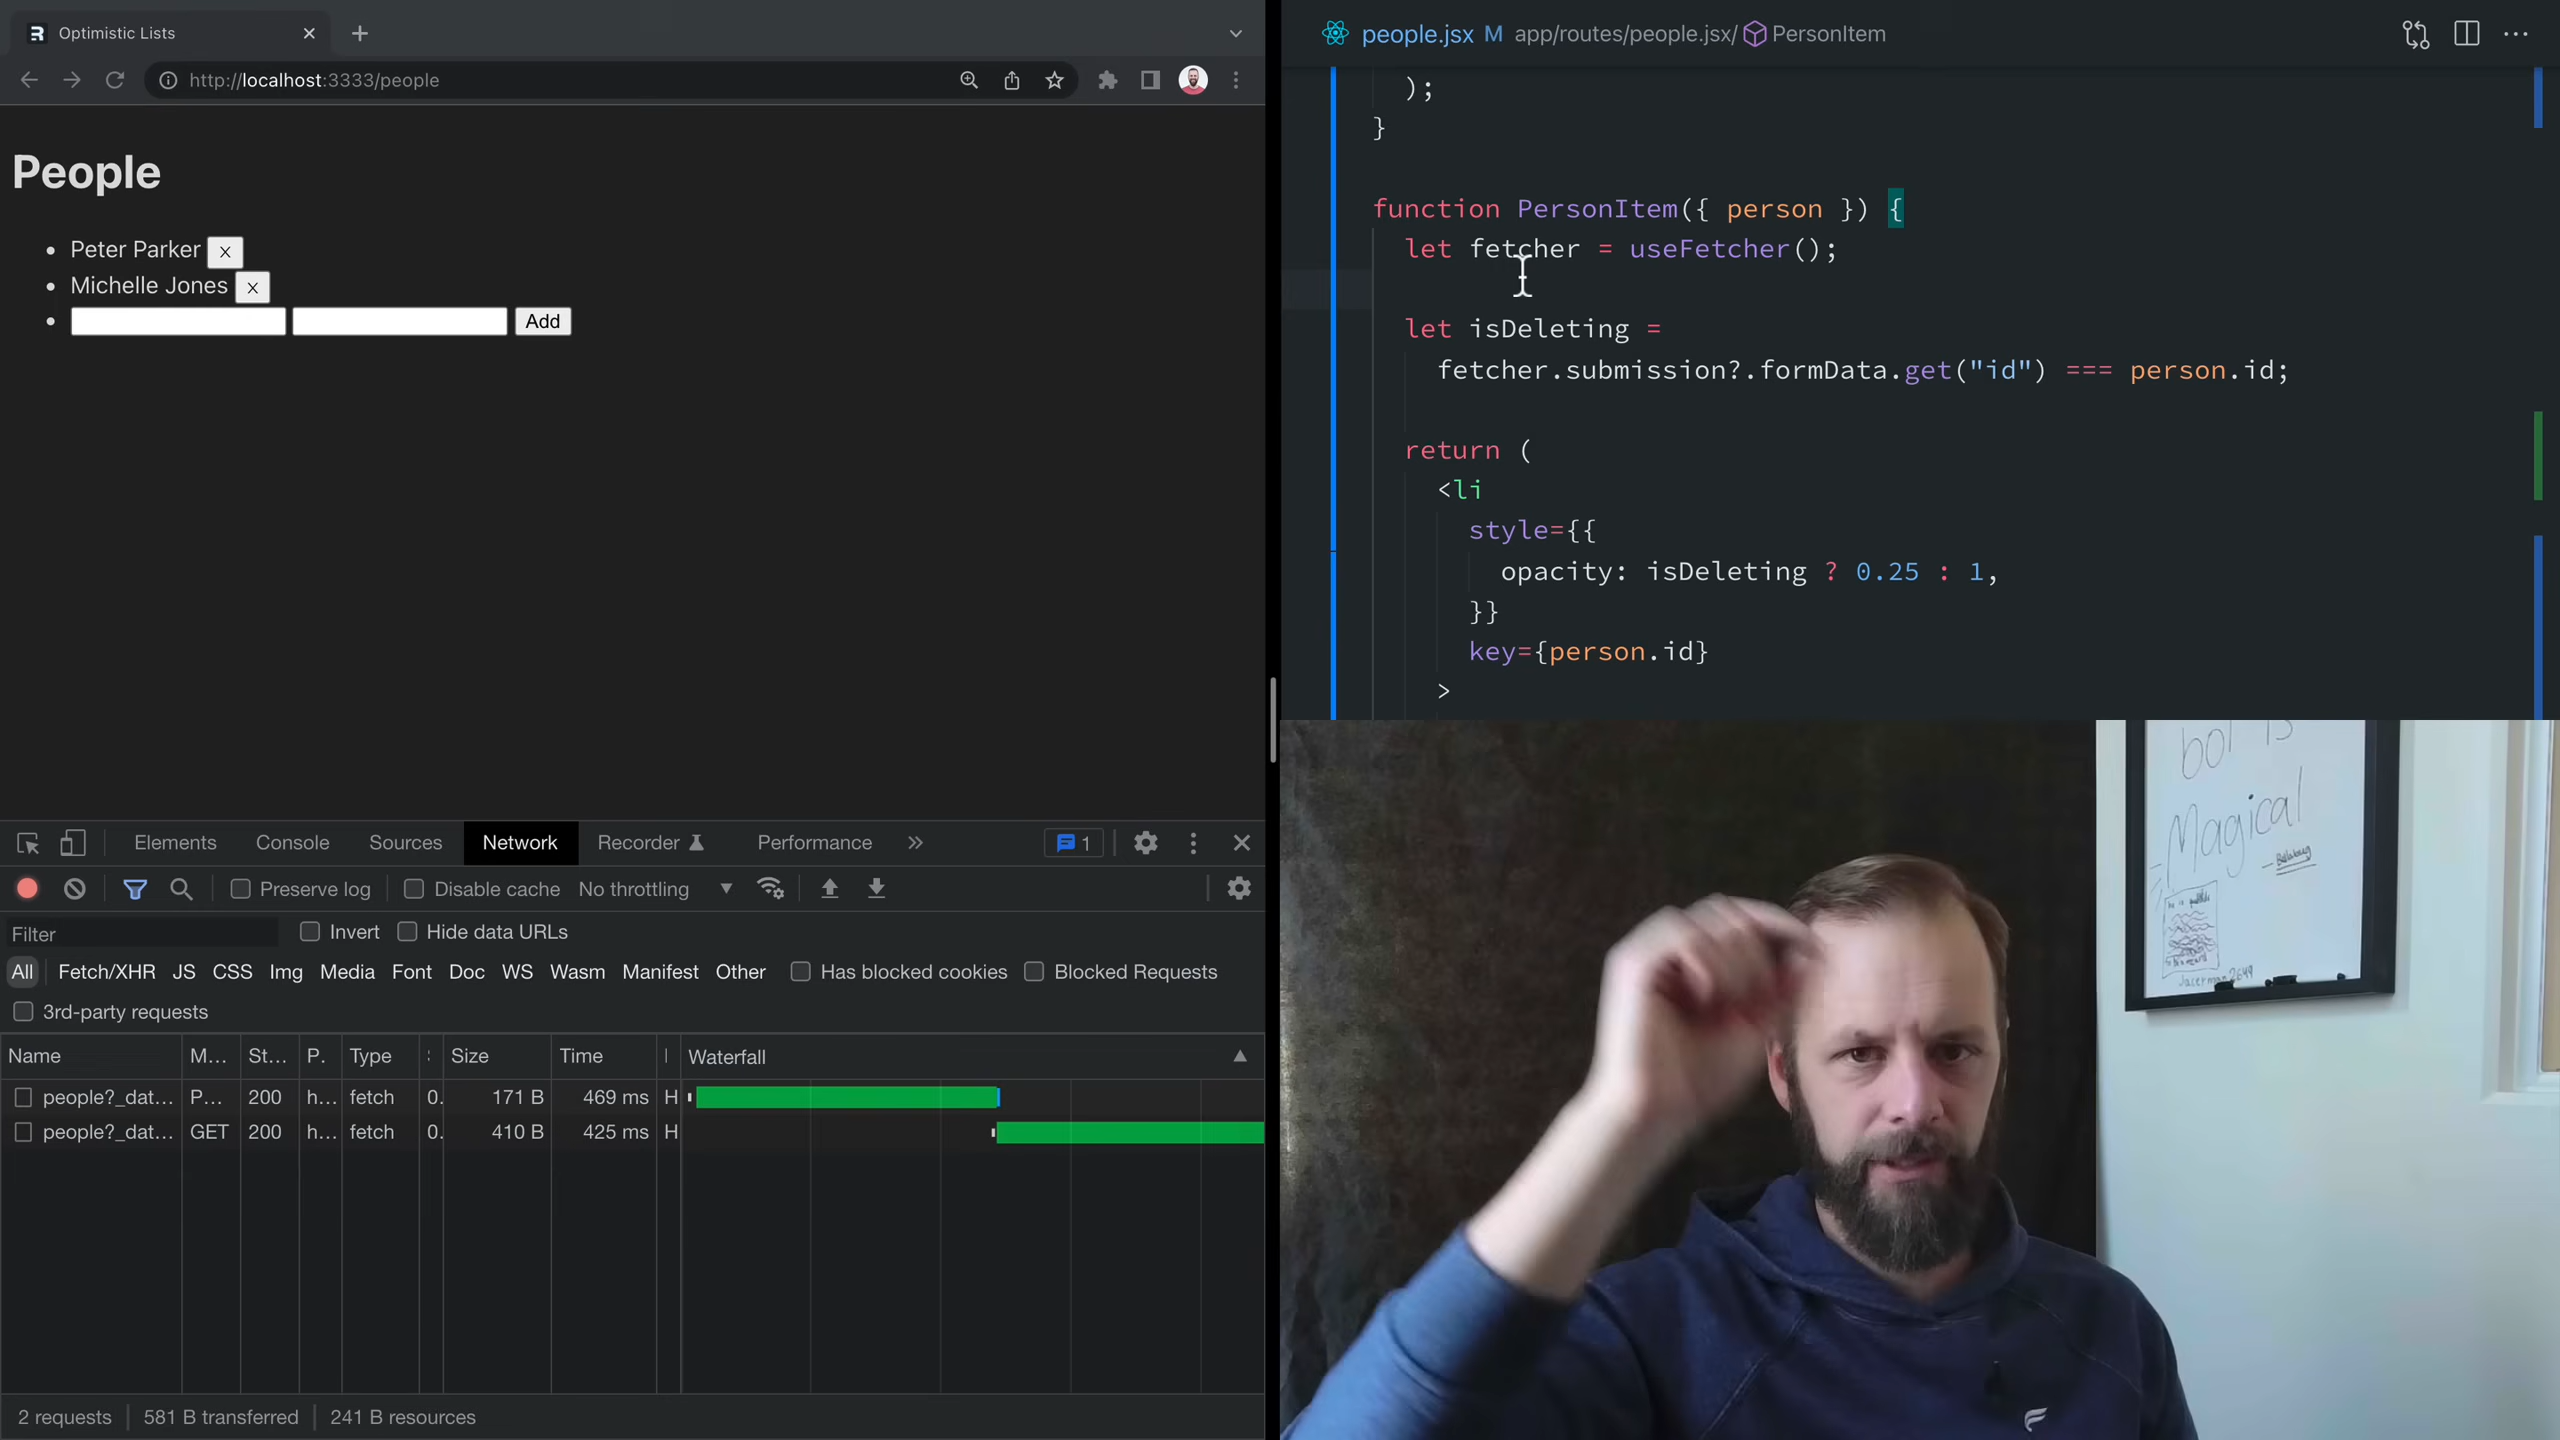 Optimistic Lists
http://localhost:3333/people
People
Peter Parker x
Michelle Jones x
Add
Elements Console Sources Network Recorder Performance 1
Preserve log Disable cache No throttling
Filter Invert Hide data URLs
All Fetch/XHR JS CSS Img Media Font Doc WS Wasm Manifest Other Has blocked cookies Blocked Requests
3rd-party requests
Name M... St... P. Type Size Time Waterfall
people?_dat... P... 200 h... fetch 0. 171 B 469 ms H
people?_dat... GET 200 h... fetch 0. 410 B 425 ms H
2 requests 581 B transferred 241 B resources
people.jsx M app/routes/people.jsx/ PersonItem
);
}
function PersonItem({ person }) {
let fetcher = useFetcher();
let isDeleting =
fetcher.submission?.formData.get("id") === person.id;
return (
<li
style={{
opacity: isDeleting ? 0.25 : 1,
}}
key={person.id}
>
is
Magical